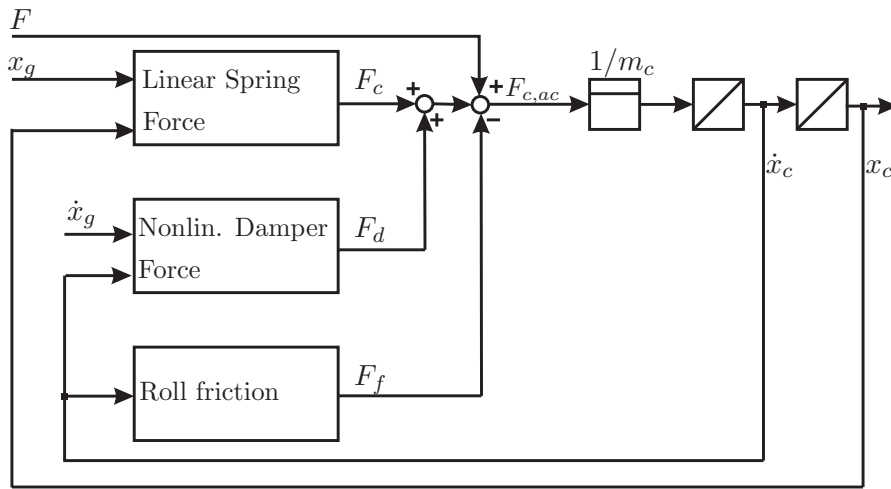 F
x_g
Linear Spring
Force
F_c
+
+
+
−
F_{c,ac}
1/m_c
ẋ_c
x_c
ẋ_g
Nonlin. Damper
Force
F_d
Roll friction
F_f